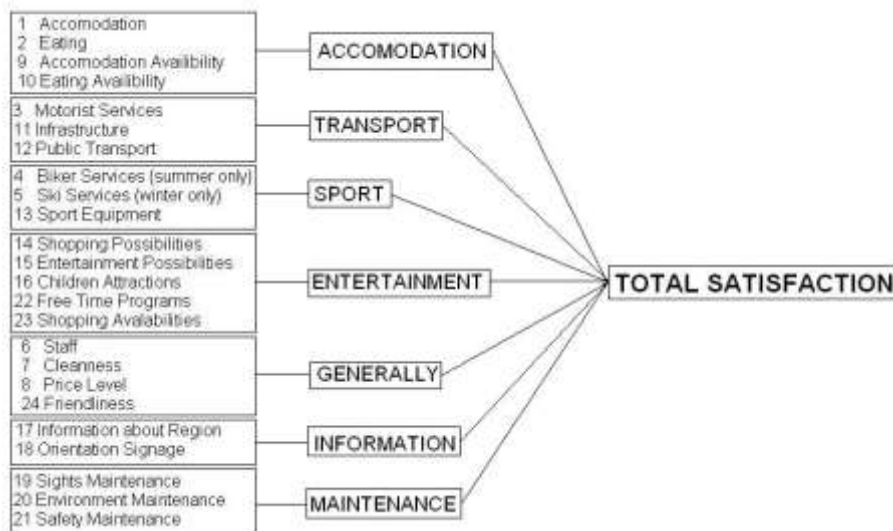 1 Accomodation
2 Eating
9 Accomodation Availibility
10 Eating Availibility
ACCOMODATION
3 Motorist Services
11 Infrastructure
12 Public Transport
TRANSPORT
4 Biker Services (summer only)
5 Ski Services (winter only)
13 Sport Equipment
SPORT
14 Shopping Possibilities
15 Entertainment Possibilities
16 Children Attractions
22 Free Time Programs
23 Shopping Avalabilities
ENTERTAINMENT
TOTAL SATISFACTION
6 Staff
7 Cleanness
8 Price Level
24 Friendliness
GENERALLY
17 Information about Region
18 Orientation Signage
INFORMATION
19 Sights Maintenance
20 Environment Maintenance
21 Safety Maintenance
MAINTENANCE